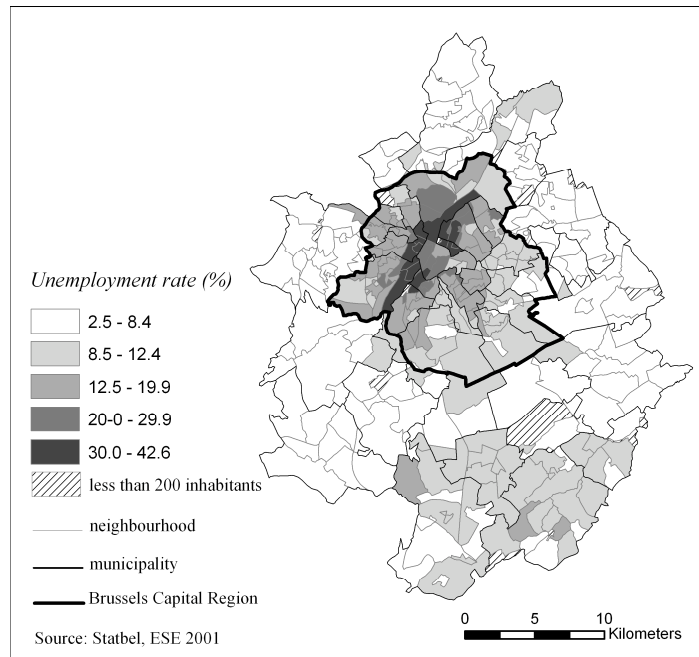 Unemployment rate (%)
2.5 - 8.4
8.5 - 12.4
12.5 - 19.9
20-0 - 29.9
30.0 - 42.6
less than 200 inhabitants
neighbourhood
municipality
Brussels Capital Region
Source: Statbel, ESE 2001
0 5 10
Kilometers